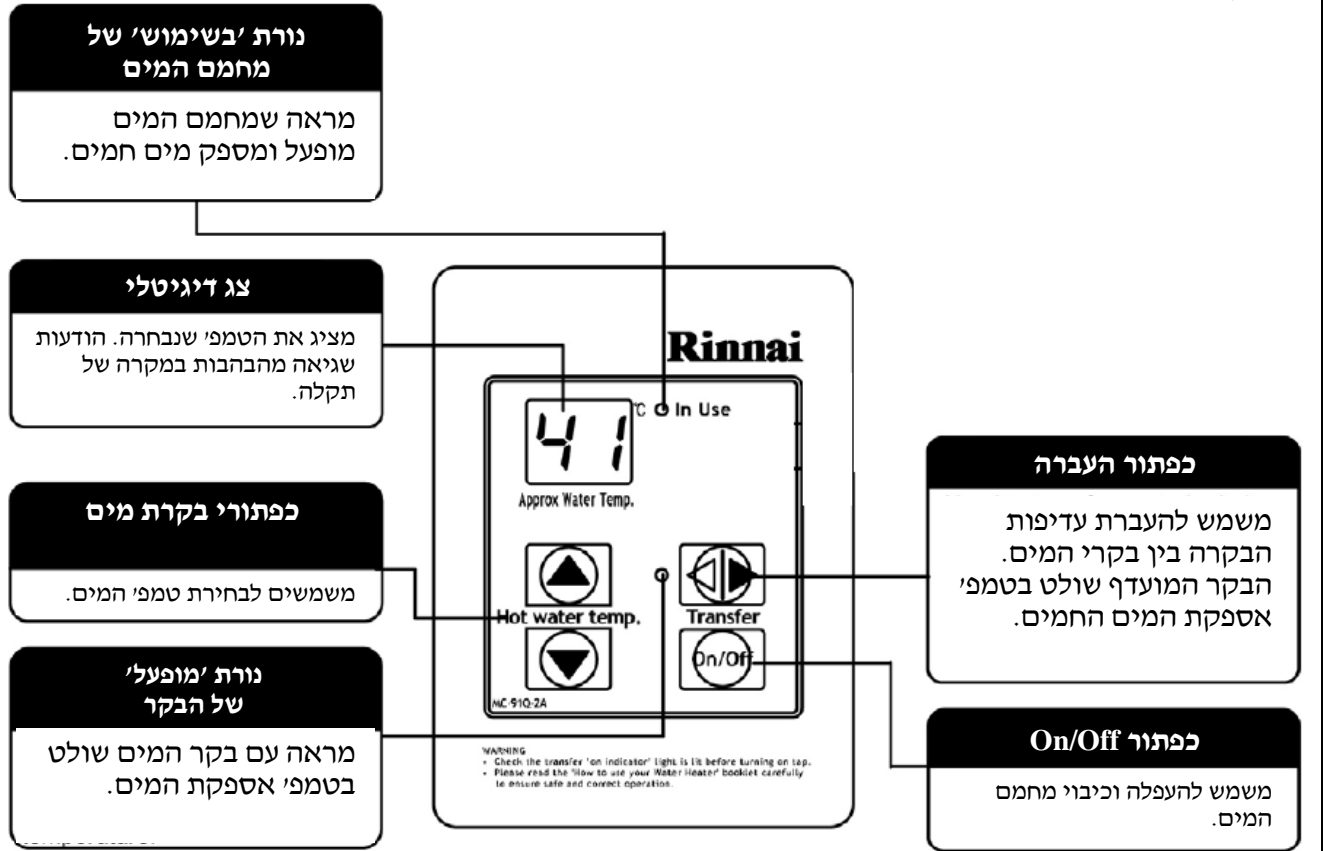 נורת 'בשימוש' של
מחמם המים
מראה שמחמם המים
מופעל ומספק מים חמים.
צג דיגיטלי
מציג את הטמפ' שנבחרה. הודעות
שגיאה מהבהבות במקרה של
תקלה.
כפתורי בקרת מים
משמשים לבחירת טמפ' המים.
נורת 'מופעל'
של הבקר
מראה עם בקר המים שולט
בטמפ' אספקת המים.
Rinnai
41
°C In Use
Approx Water Temp.
Hot water temp.
Transfer
On/Off
MC-91Q-2A
WARNING
• Check the transfer 'on indicator' light is lit before turning on tap.
• Please read the 'How to use your Water Heater' booklet carefully
to ensure safe and correct operation.
כפתור העברה
משמש להעברת עדיפות
הבקרה בין בקרי המים.
הבקר המועדף שולט בטמפ'
אספקת המים החמים.
כפתור On/Off
משמש להעפלה וכיבוי מחמם
המים.